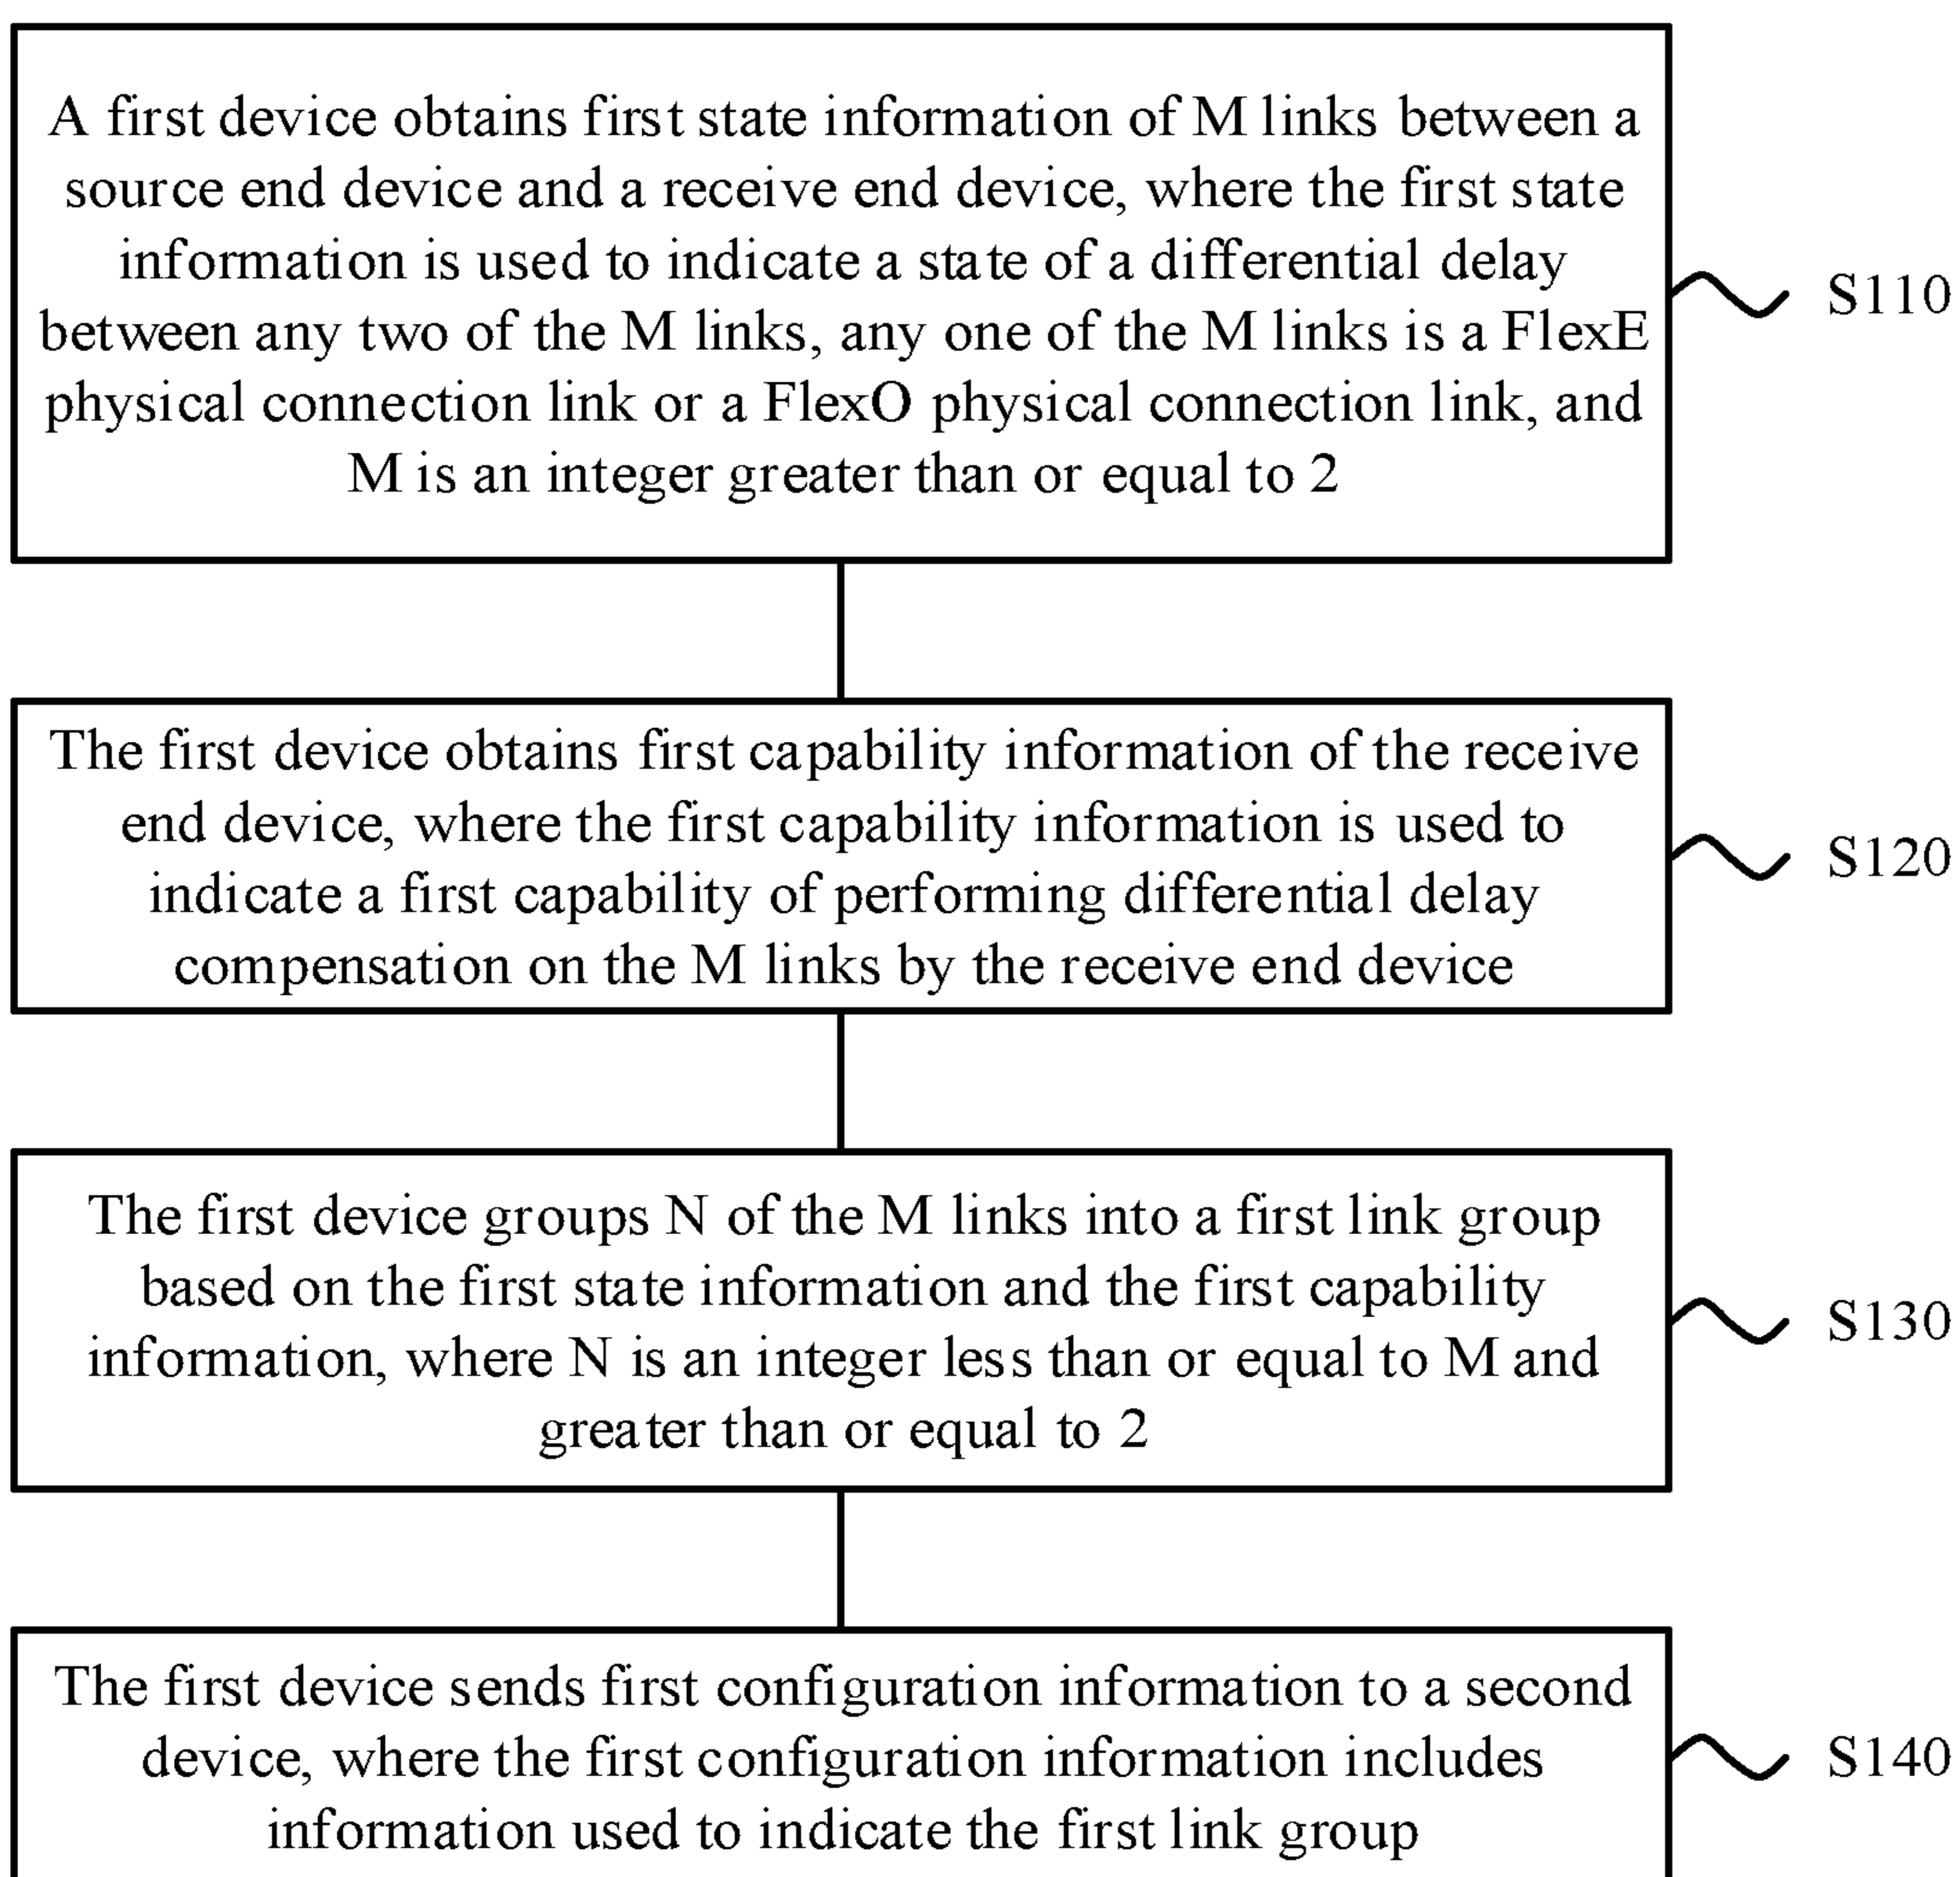 A first device obtains first state information of M links between a
source end device and a receive end device, where the first state
information is used to indicate a state of a differential delay
between any two of the M links, any one of the M links is a FlexE
physical connection link or a FlexO physical connection link, and
M is an integer greater than or equal to 2
S110
The first device obtains first capability information of the receive
end device, where the first capability information is used to
indicate a first capability of performing differential delay
compensation on the M links by the receive end device
S120
The first device groups N of the M links into a first link group
based on the first state information and the first capability
information, where N is an integer less than or equal to M and
greater than or equal to 2
S130
The first device sends first configuration information to a second
device, where the first configuration information includes
information used to indicate the first link group
S140